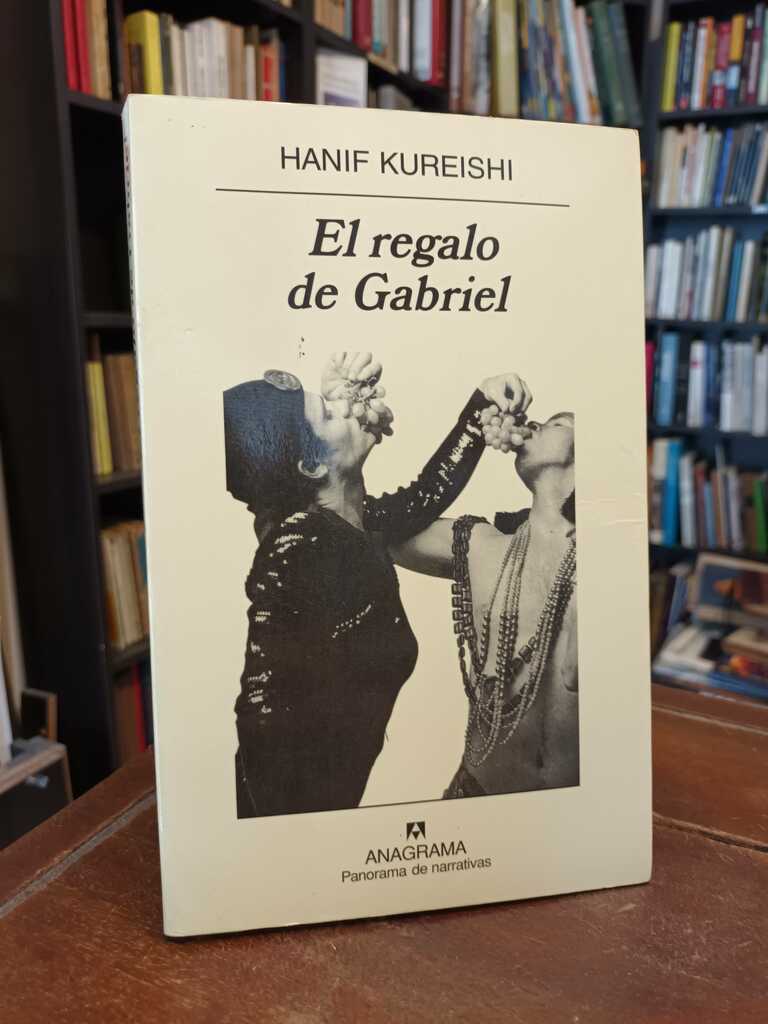 HANIF KUREISHI
El regalo
de Gabriel
ANAGRAMA
Panorama de narrativas